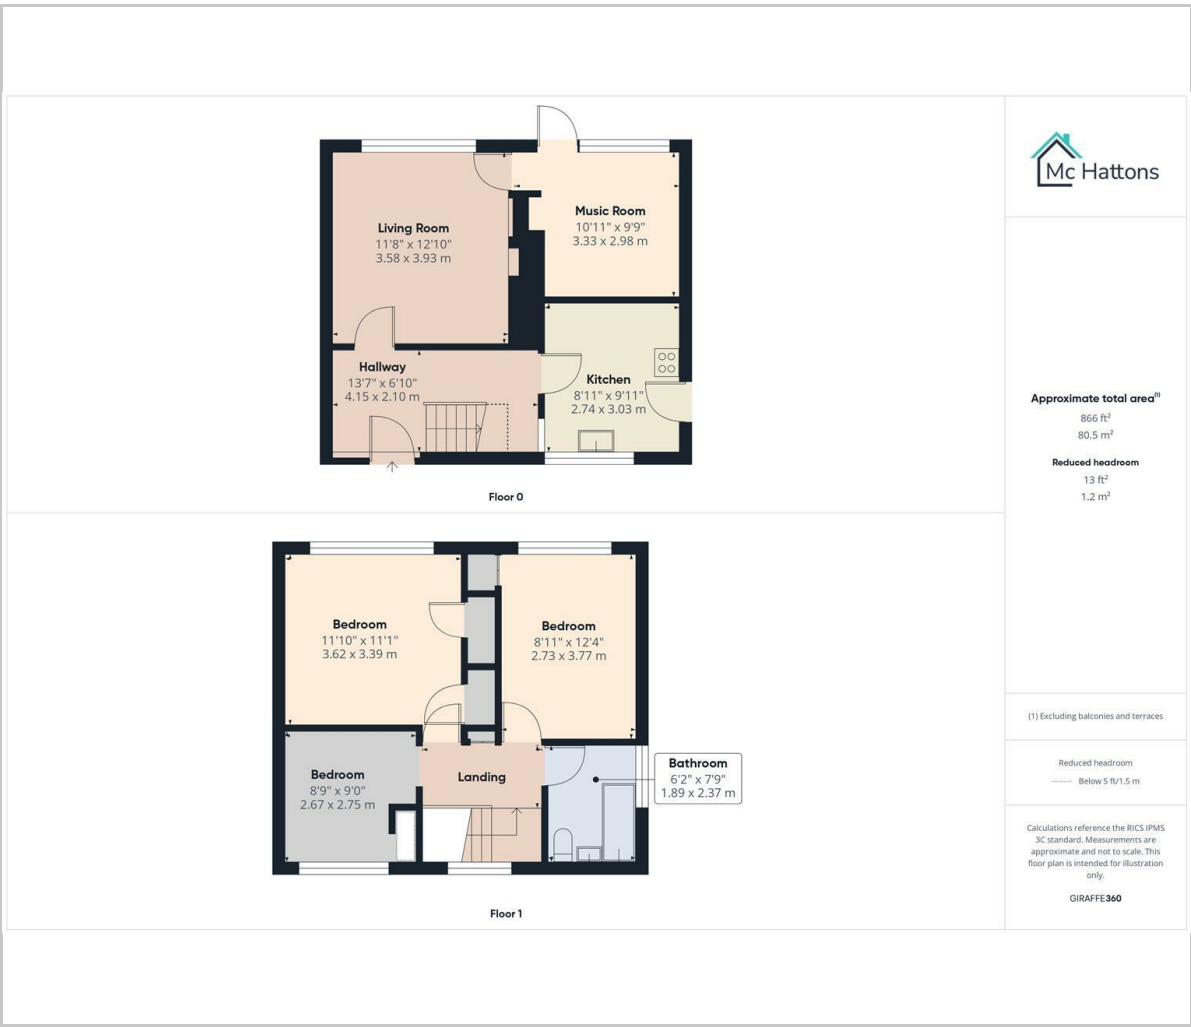 Mc Hattons
Living Room
11'8" x 12'10"
3.58 x 3.93 m
Music Room
10'11" x 9'9"
3.33 x 2.98 m
Hallway
13'7" x 6'10"
4.15 x 2.10 m
Kitchen
8'11" x 9'11"
2.74 x 3.03 m
Floor 0
Bedroom
11'10" x 11'1"
3.62 x 3.39 m
Bedroom
8'11" x 12'4"
2.73 x 3.77 m
Bedroom
8'9" x 9'0"
2.67 x 2.75 m
Landing
Bathroom
6'2" x 7'9"
1.89 x 2.37 m
Floor 1
Approximate total area⁽¹⁾
866 ft²
80.5 m²
Reduced headroom
13 ft²
1.2 m²
(1) Excluding balconies and terraces
Reduced headroom
Below 5 ft/1.5 m
Calculations reference the RICS IPMS
3C standard. Measurements are
approximate and not to scale. This
floor plan is intended for illustration
only.
GIRAFFE360